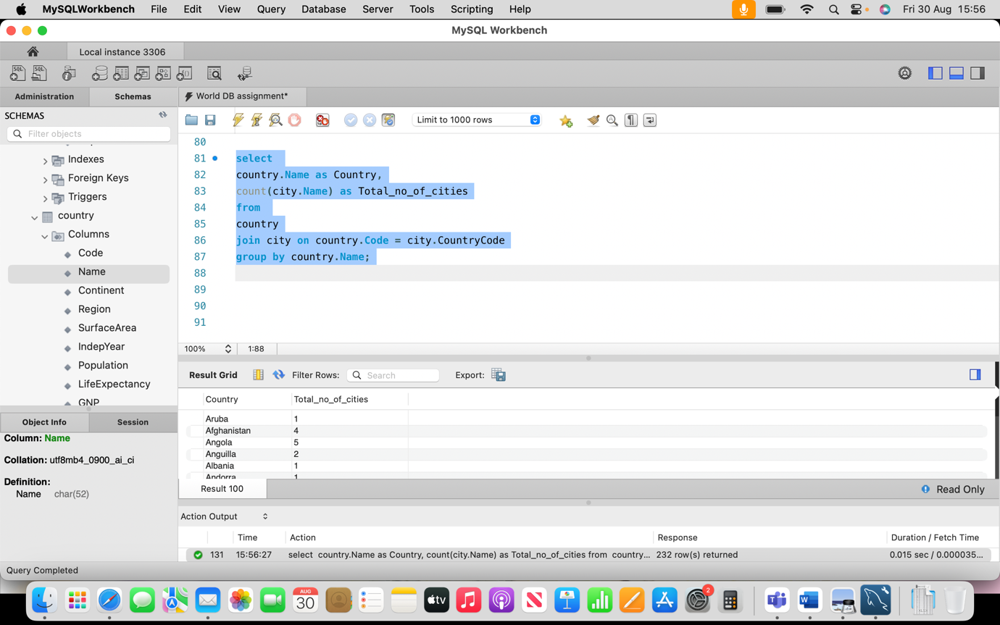 MySQLWorkbench File Edit View Query Database Server Tools Scripting Help Fri 30 Aug 15:56
MySQL Workbench
Local instance 3306
Administration Schemas World DB assignment*
SCHEMAS
Filter objects
Limit to 1000 rows
Indexes
Foreign Keys
Triggers
country
Columns
Code
Name
Continent
Region
SurfaceArea
IndepYear
Population
LifeExpectancy
GNP
80
81 select
82 country.Name as Country,
83 count(city.Name) as Total_no_of_cities
84 from
85 country
86 join city on country.Code = city.CountryCode
87 group by country.Name;
88
89
90
91
100% 1:88
Result Grid Filter Rows: Search Export:
Country Total_no_of_cities
Aruba 1
Afghanistan 4
Angola 5
Anguilla 2
Albania 1
Andorra 1
Result 100 Read Only
Object Info Session
Column: Name
Collation: utf8mb4_0900_ai_ci
Definition:
Name char(52)
Action Output
Time Action Response Duration / Fetch Time
131 15:56:27 select country.Name as Country, count(city.Name) as Total_no_of_cities from country... 232 row(s) returned 0.015 sec / 0.000035...
Query Completed
AUG
30
tv
2